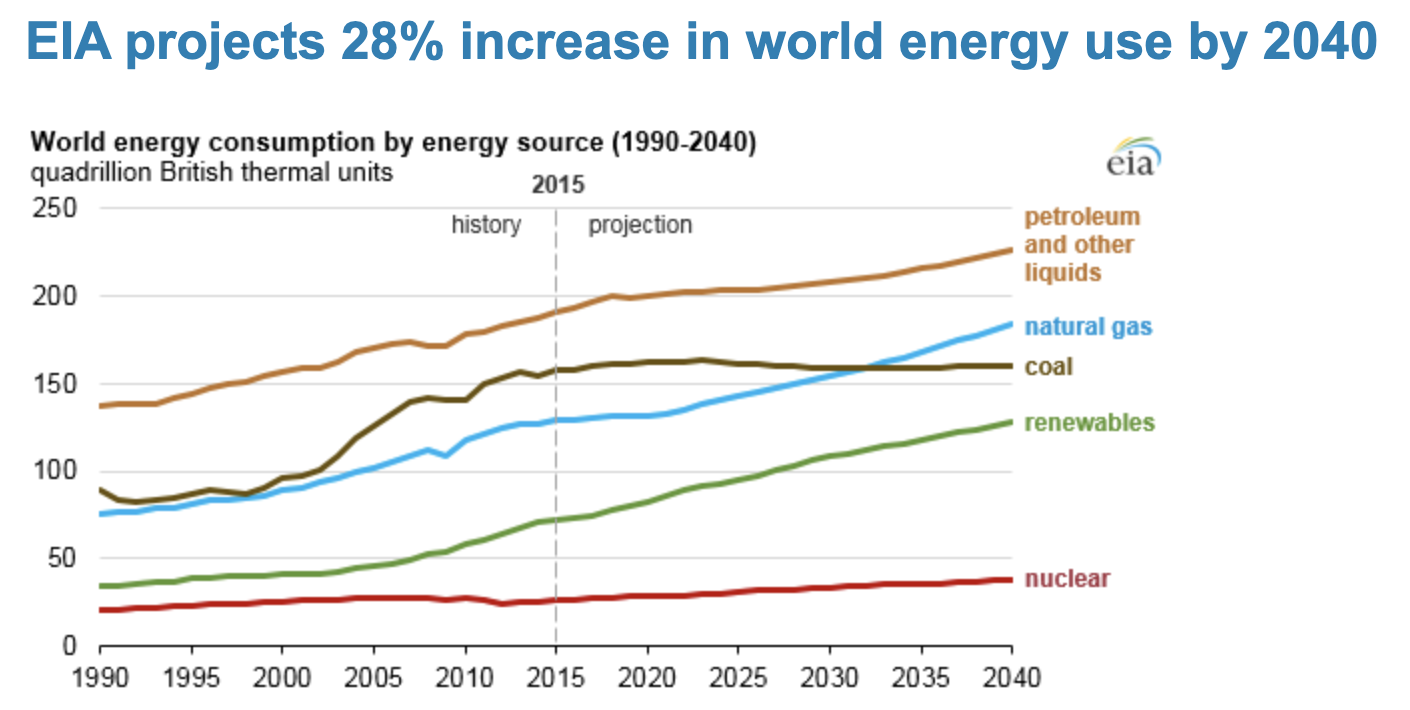 EIA projects 28% increase in world energy use by 2040
World energy consumption by energy source (1990-2040)
quadrillion British thermal units
eia
2015
history
projection
250
200
150
100
50
0
petroleum
and other
liquids
natural gas
coal
renewables
nuclear
1990 1995 2000 2005 2010 2015 2020 2025 2030 2035 2040